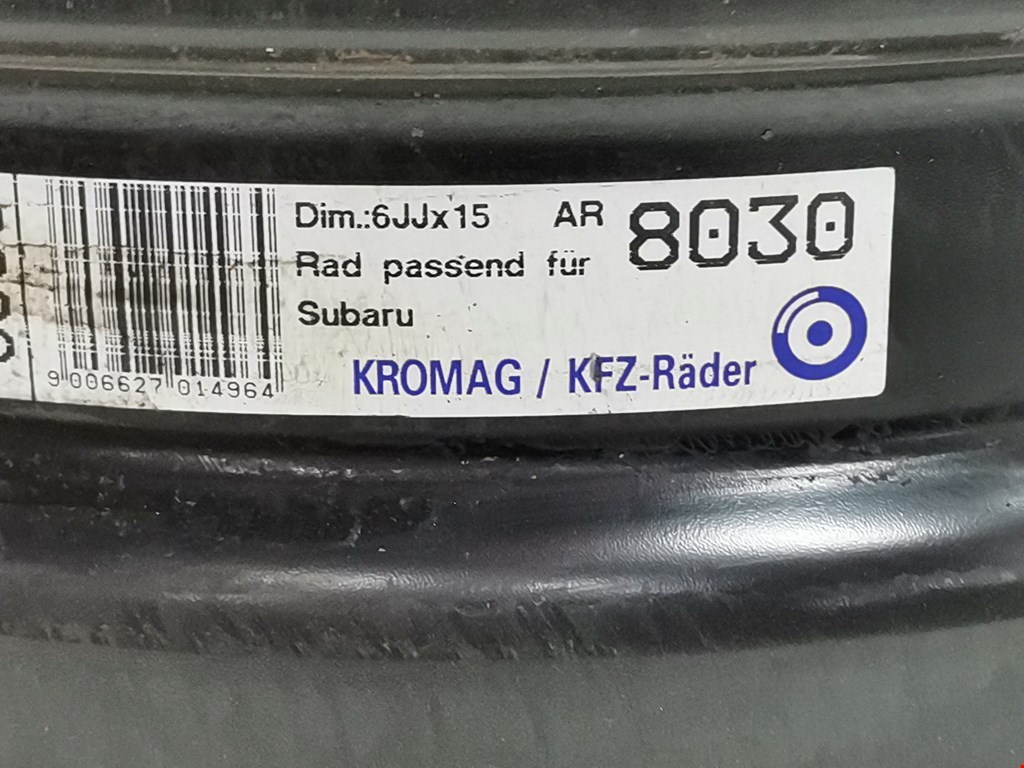 Dim.:6JJx15 AR 8030
Rad passend für
Subaru
KROMAG / KFZ-Räder
9 006627 014964